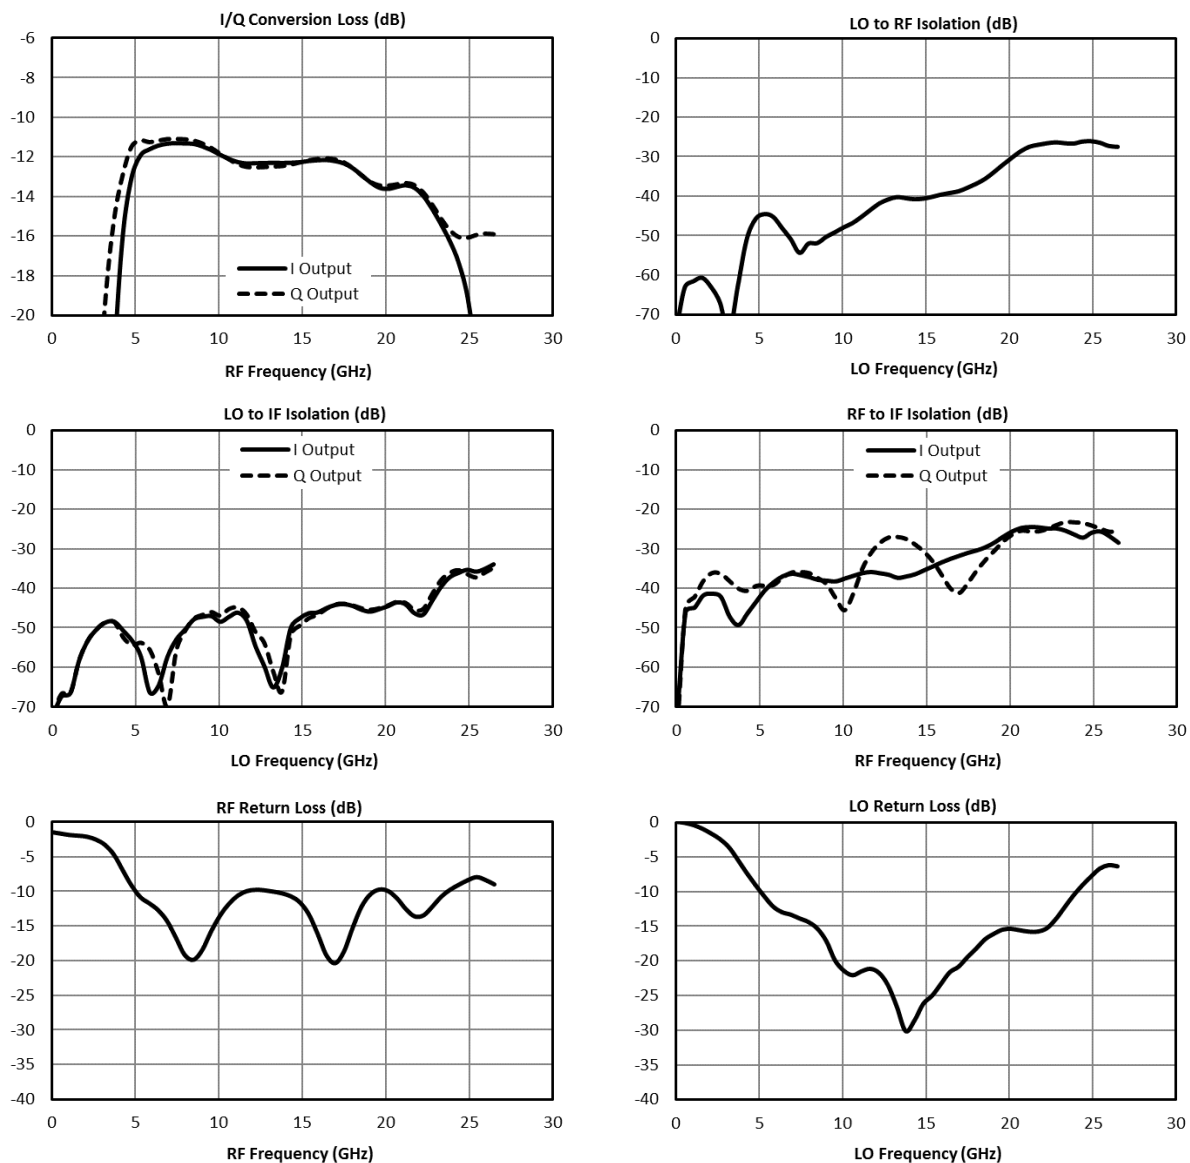 I/Q Conversion Loss (dB)
-6
-8
-10
-12
-14
-16
-18
-20
I Output
Q Output
0 5 10 15 20 25 30
RF Frequency (GHz)
LO to RF Isolation (dB)
0
-10
-20
-30
-40
-50
-60
-70
0 5 10 15 20 25 30
LO Frequency (GHz)
LO to IF Isolation (dB)
0
-10
-20
-30
-40
-50
-60
-70
I Output
Q Output
0 5 10 15 20 25 30
LO Frequency (GHz)
RF to IF Isolation (dB)
0
-10
-20
-30
-40
-50
-60
-70
I Output
Q Output
0 5 10 15 20 25 30
RF Frequency (GHz)
RF Return Loss (dB)
0
-5
-10
-15
-20
-25
-30
-35
-40
0 5 10 15 20 25 30
RF Frequency (GHz)
LO Return Loss (dB)
0
-5
-10
-15
-20
-25
-30
-35
-40
0 5 10 15 20 25 30
LO Frequency (GHz)